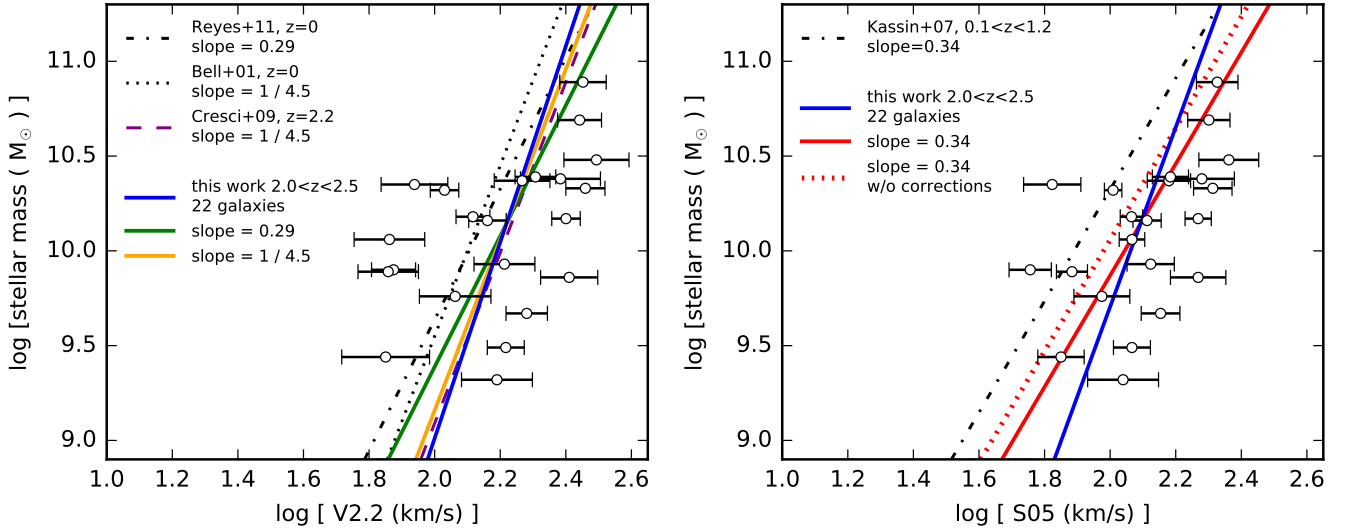 Reyes+11, z=0
slope = 0.29
Bell+01, z=0
slope = 1 / 4.5
Cresci+09, z=2.2
slope = 1 / 4.5
this work 2.0<z<2.5
22 galaxies
slope = 0.29
slope = 1 / 4.5
11.0
10.5
10.0
9.5
9.0
log [stellar mass ( M☉ ) ]
1.0 1.2 1.4 1.6 1.8 2.0 2.2 2.4 2.6
log [ V2.2 (km/s) ]
Kassin+07, 0.1<z<1.2
slope=0.34
this work 2.0<z<2.5
22 galaxies
slope = 0.34
slope = 0.34
w/o corrections
11.0
10.5
10.0
9.5
9.0
log [stellar mass ( M☉ ) ]
1.0 1.2 1.4 1.6 1.8 2.0 2.2 2.4 2.6
log [ S05 (km/s) ]